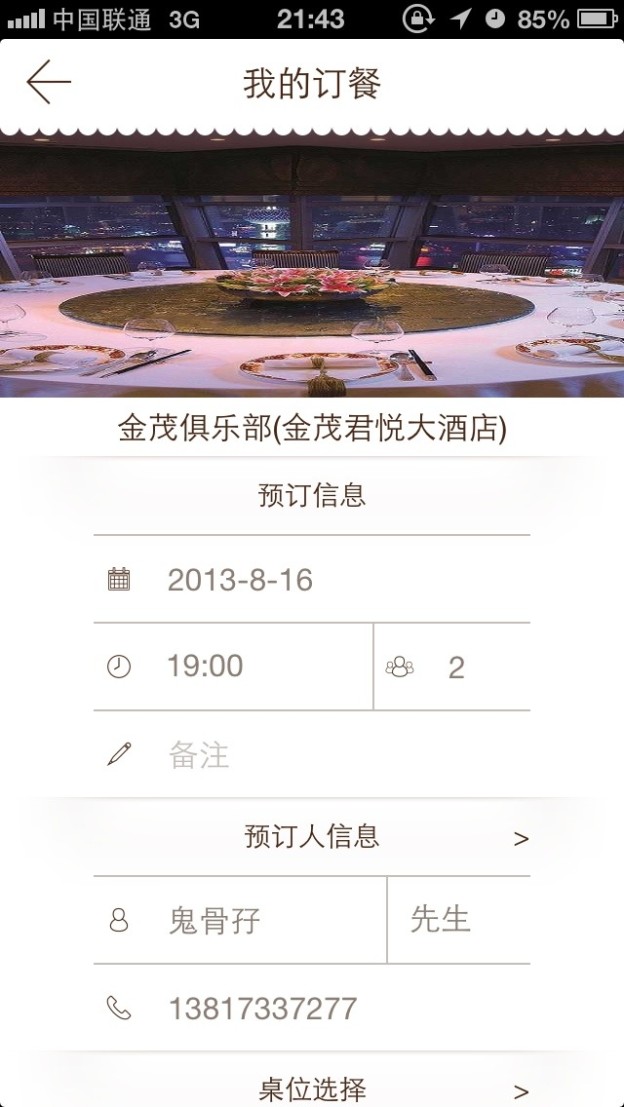 中国联通 3G 21:43 85%
我的订餐
金茂俱乐部(金茂君悦大酒店)
预订信息
2013-8-16
19:00 2
备注
预订人信息 >
鬼骨孖 先生
13817337277
桌位选择 >